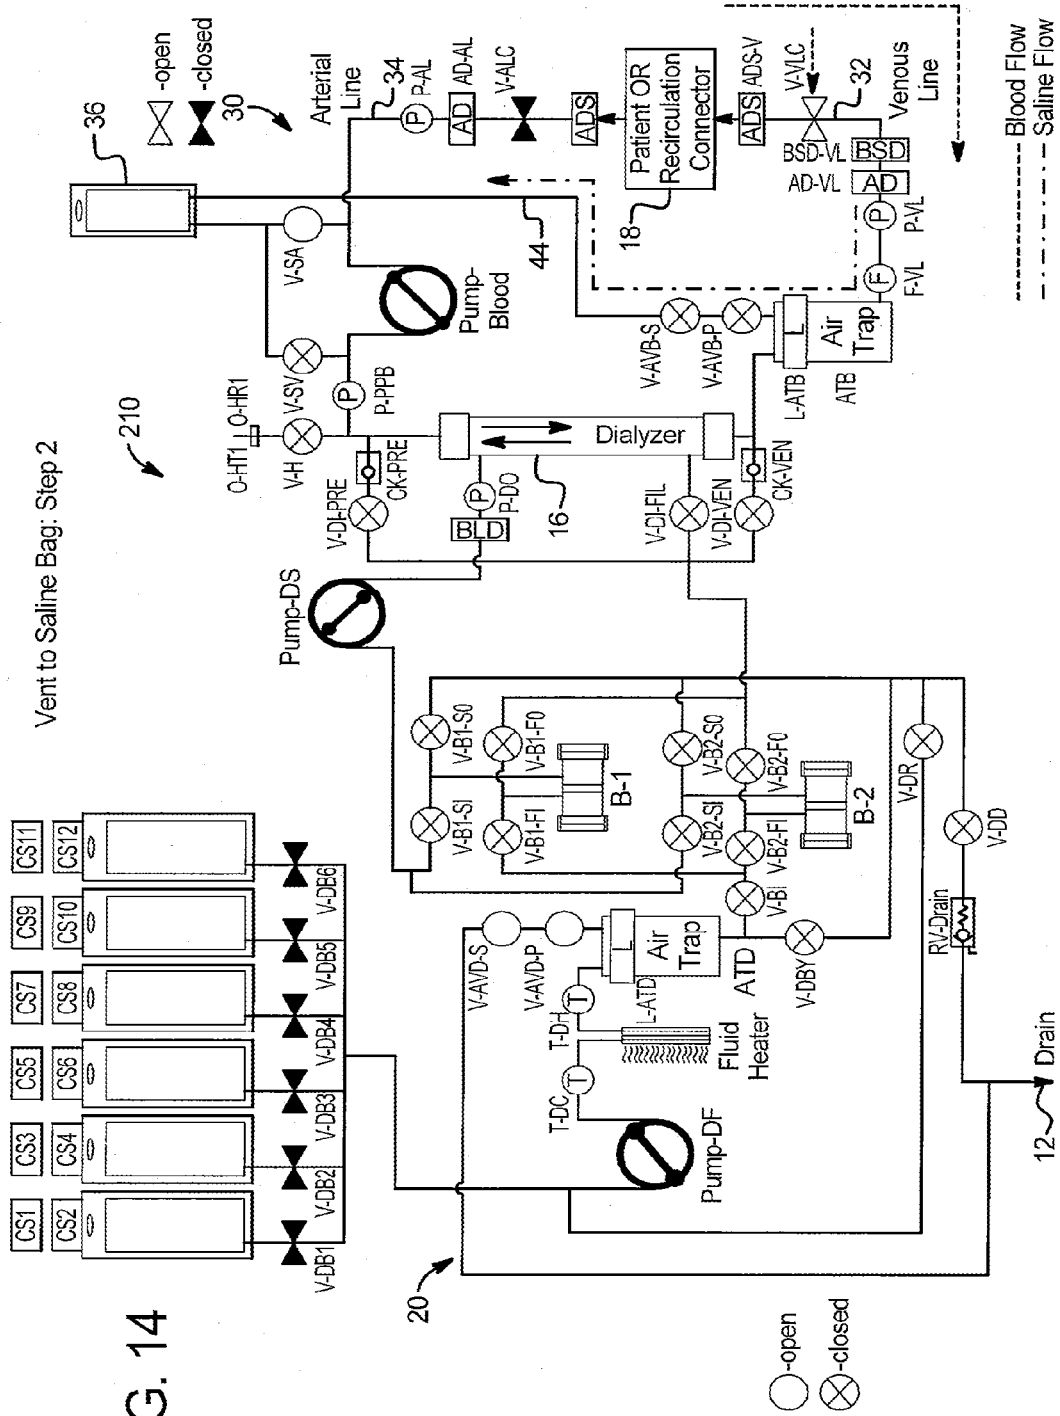 Vent to Saline Bag: Step 2
210
G. 14
CS1
CS2
CS3
CS4
CS5
CS6
CS7
CS8
CS9
CS10
CS11
CS12
V-DB1
V-DB2
V-DB3
V-DB4
V-DB5
V-DB6
20
Pump-DS
Pump-DF
T-DC
T-DH
T
T
Fluid
Heater
V-AVD-S
V-AVD-P
L
Air
Trap
L-ATD
ATD
V-BI
V-DBY
V-B1-SI
V-B1-S0
V-B1-FI
V-B1-F0
B-1
V-B2-SI
V-B2-S0
V-B2-FI
V-B2-F0
B-2
V-DR
V-DD
RV-Drain
Drain
12
O-HT1
O-HR1
V-H
V-SV
V-SA
36
-open
-closed
30
P
P-PPB
V-DI-PRE
CK-PRE
BLD
P
P-DO
16
Dialyzer
V-DI-FIL
V-DI-VEN
CK-VEN
Pump-
Blood
Arterial
Line
34
P-AL
P
AD-AL
AD
V-ALC
ADS
44
18
Patient OR
Recirculation
Connector
ADS
ADS-V
V-VLC
32
Venous
Line
BSD-VL
BSD
AD-VL
AD
P
P-VL
F
F-VL
V-AVB-S
V-AVB-P
L
Air
Trap
L-ATB
ATB
-open
-closed
Blood Flow
Saline Flow